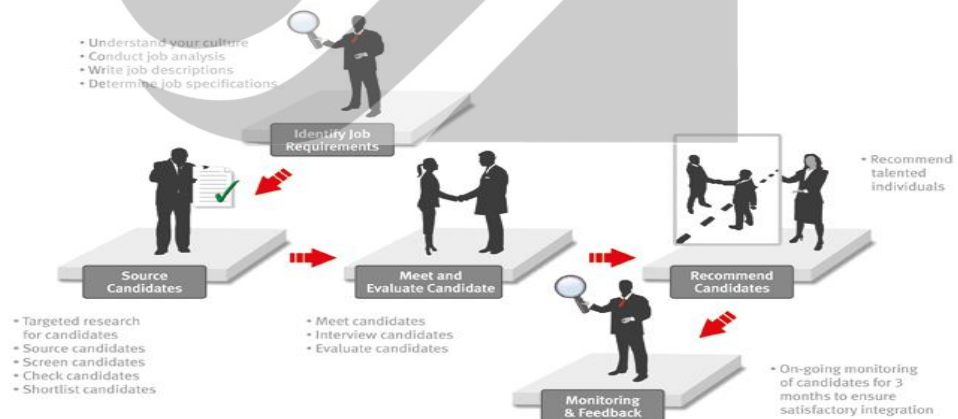 • Understand your culture
• Conduct job analysis
• Write job descriptions
• Determine job specifications
Identify Job
Requirements
• Recommend
talented
individuals
Source
Candidates
Meet and
Evaluate Candidate
Recommend
Candidates
• Targeted research
for candidates
• Source candidates
• Screen candidates
• Check candidates
• Shortlist candidates
• Meet candidates
• Interview candidates
• Evaluate candidates
Monitoring
& Feedback
• On-going monitoring
of candidates for 3
months to ensure
satisfactory integration